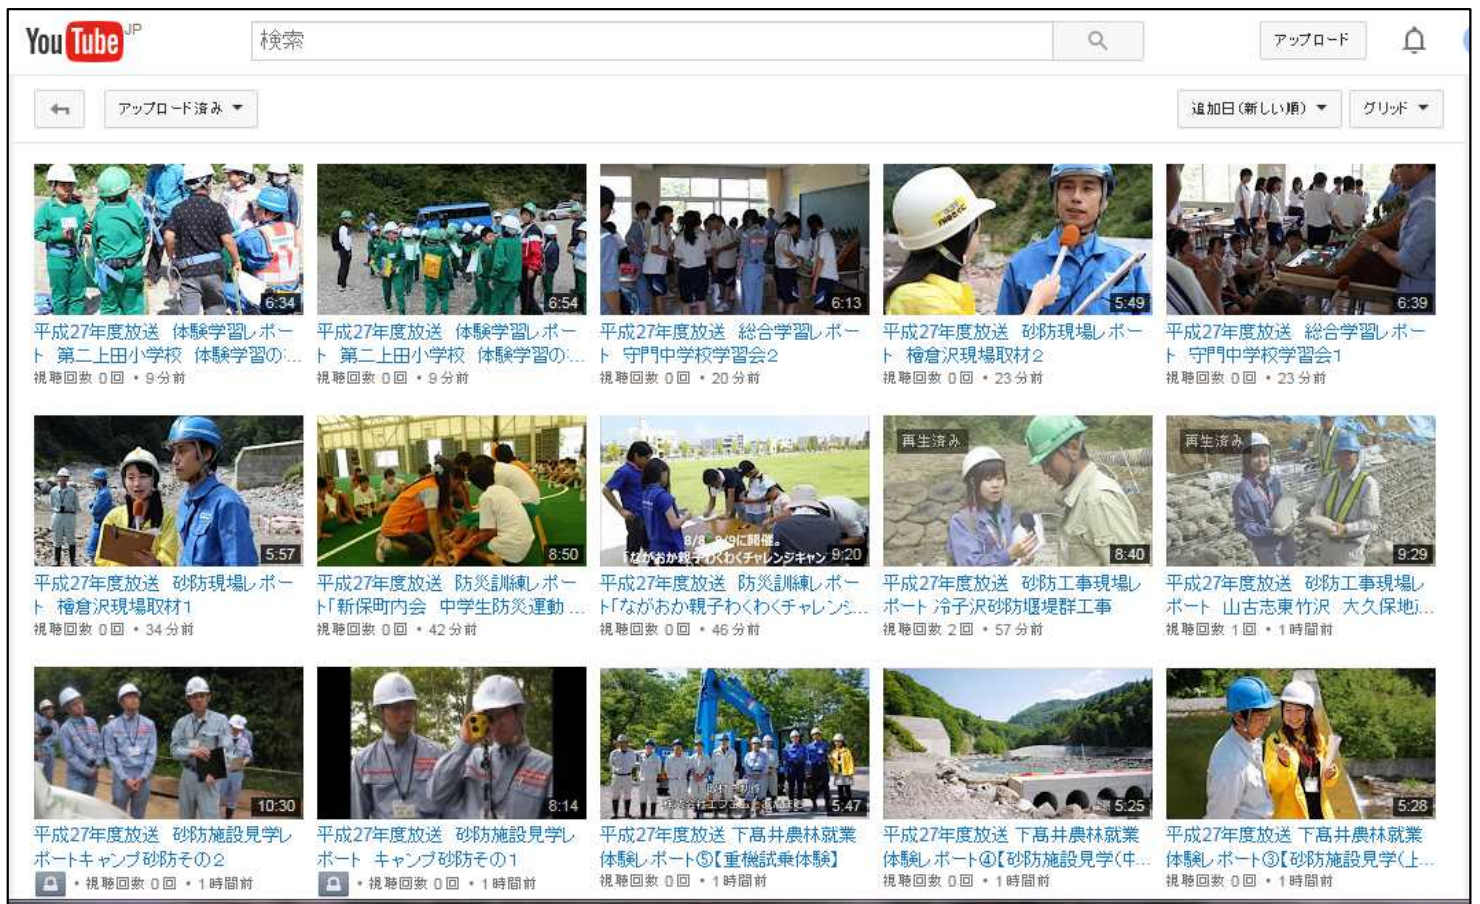 YouTube JP
検索
アップロード
アップロード済み
追加日(新しい順)
グリッド
6:34
6:54
6:13
5:49
6:39
平成27年度放送 体験学習レポー
ト 第二上田小学校 体験学習の...
視聴回数 0 回 • 9 分前
平成27年度放送 体験学習レポー
ト 第二上田小学校 体験学習の...
視聴回数 0 回 • 9 分前
平成27年度放送 総合学習レポー
ト 守門中学校学習会2
視聴回数 0 回 • 20 分前
平成27年度放送 砂防現場レポー
ト 檜倉沢現場取材2
視聴回数 0 回 • 23 分前
平成27年度放送 総合学習レポー
ト 守門中学校学習会1
視聴回数 0 回 • 23 分前
5:57
8:50
8/8 8/9に開催。
「ながおか親子わくわくチャレンジキャン
9:20
再生済み
8:40
再生済み
9:29
平成27年度放送 砂防現場レポー
ト 檜倉沢現場取材1
視聴回数 0 回 • 34 分前
平成27年度放送 防災訓練レポー
ト「新保町内会 中学生防災運動 ...
視聴回数 0 回 • 42 分前
平成27年度放送 防災訓練レポー
ト「ながおか親子わくわくチャレンジ...
視聴回数 0 回 • 46 分前
平成27年度放送 砂防工事現場レ
ポート 冷子沢砂防堰堤群工事
視聴回数 2 回 • 57 分前
平成27年度放送 砂防工事現場レ
ポート 山古志東竹沢 大久保地...
視聴回数 1 回 • 1 時間前
10:30
8:14
取材・制作
5:47
5:25
5:28
平成27年度放送 砂防施設見学レ
ポートキャンプ砂防その2
• 視聴回数 0 回 • 1 時間前
平成27年度放送 砂防施設見学レ
ポート キャンプ砂防その1
• 視聴回数 0 回 • 1 時間前
平成27年度放送 下高井農林就業
体験レポート⑤【重機試乗体験】
視聴回数 0 回 • 1 時間前
平成27年度放送 下高井農林就業
体験レポート④【砂防施設見学(中...
視聴回数 0 回 • 1 時間前
平成27年度放送 下高井農林就業
体験レポート③【砂防施設見学(上...
視聴回数 0 回 • 1 時間前